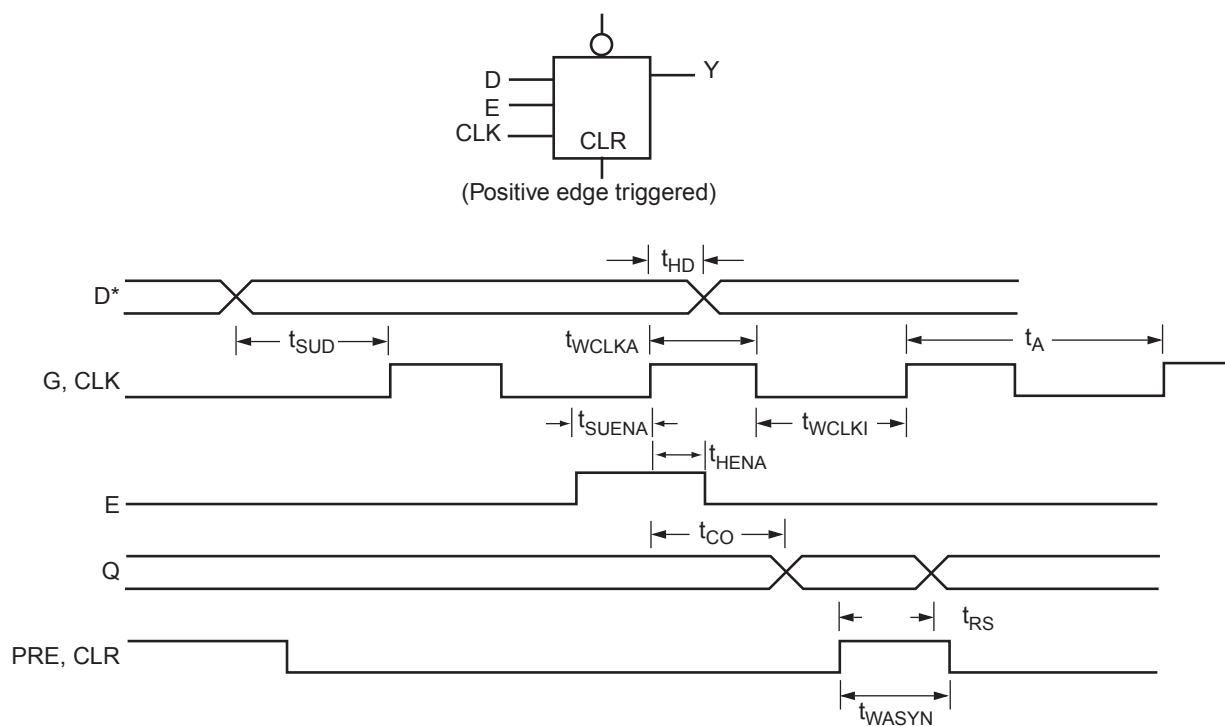 D
Y
E
CLK
CLR
(Positive edge triggered)
tHD
D*
tSUD
tWCLKA
tA
G, CLK
tSUENA
tWCLKI
tHENA
E
tCO
Q
tRS
PRE, CLR
tWASYN